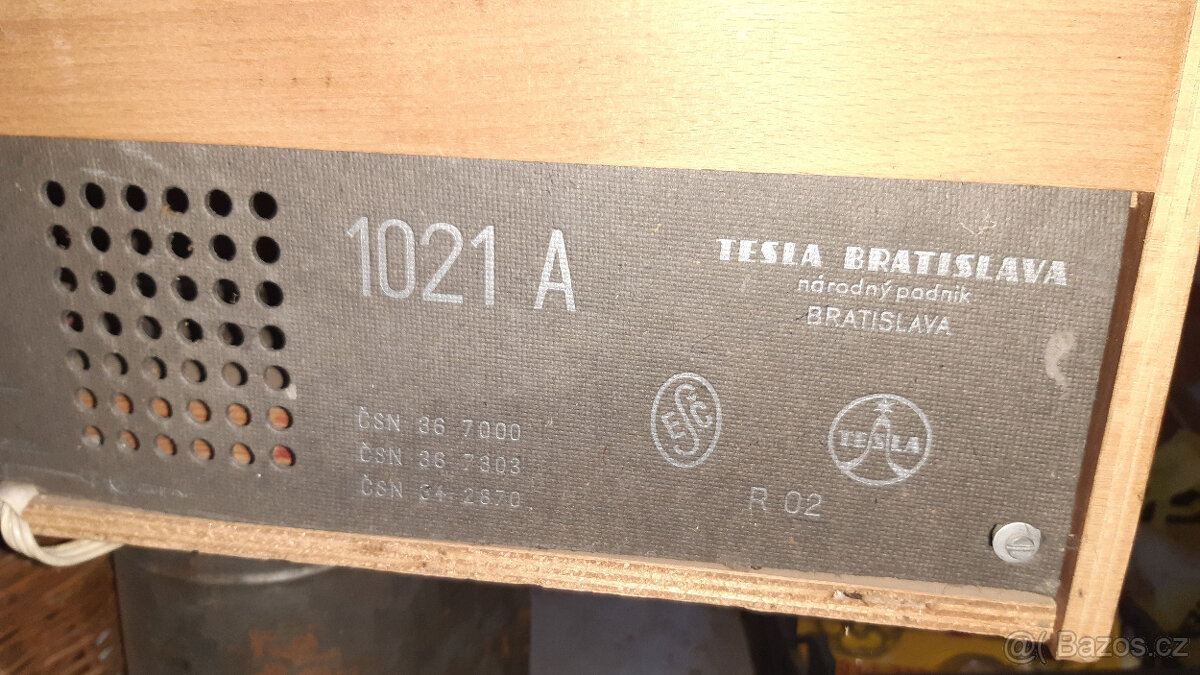 1021 A
TESLA BRATISLAVA
národný podnik
BRATISLAVA
ČSN 36 7000
ČSN 36 7303
ČSN 34 2870
ESČ
TESLA
R 02
@Bazos.cz